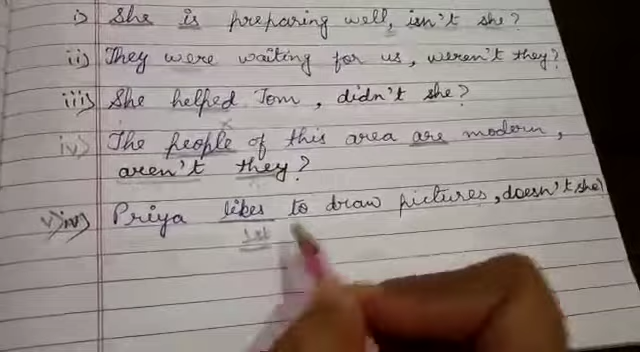 i) She is preparing well, isn't she?
ii) They were waiting for us, weren't they?
iii) She helped Tom, didn't she?
iv) The people of this area are modern,
aren't they?
v) Priya likes to draw pictures, doesn't she